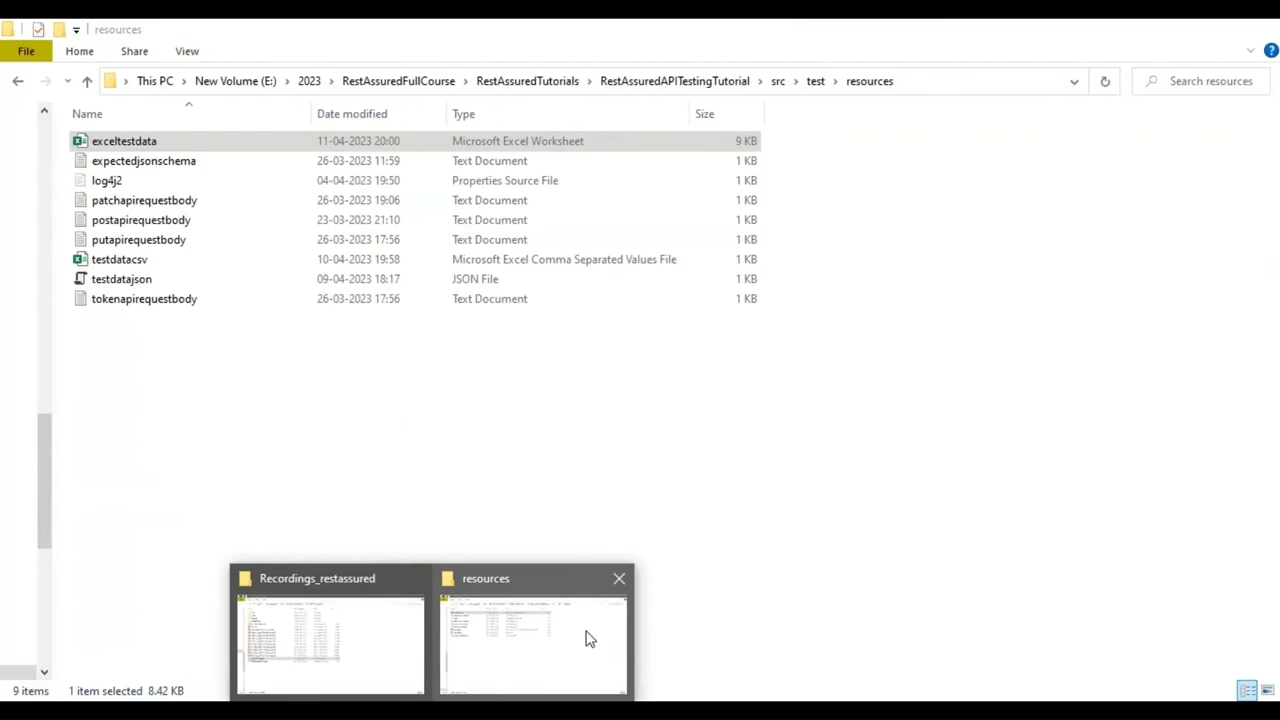 resources
File Home Share View
This PC New Volume (E:) 2023 RestAssuredFullCourse RestAssuredTutorials RestAssuredAPITestingTutorial src test resources Search resources
Name Date modified Type Size
exceltestdata 11-04-2023 20:00 Microsoft Excel Worksheet 9 KB
expectedjsonschema 26-03-2023 11:59 Text Document 1 KB
log4j2 04-04-2023 19:50 Properties Source File 1 KB
patchapirequestbody 26-03-2023 19:06 Text Document 1 KB
postapirequestbody 23-03-2023 21:10 Text Document 1 KB
putapirequestbody 26-03-2023 17:56 Text Document 1 KB
testdatacsv 10-04-2023 19:58 Microsoft Excel Comma Separated Values File 1 KB
testdatajson 09-04-2023 18:17 JSON File 1 KB
tokenapirequestbody 26-03-2023 17:56 Text Document 1 KB
Recordings_restassured resources
9 items 1 item selected 8.42 KB